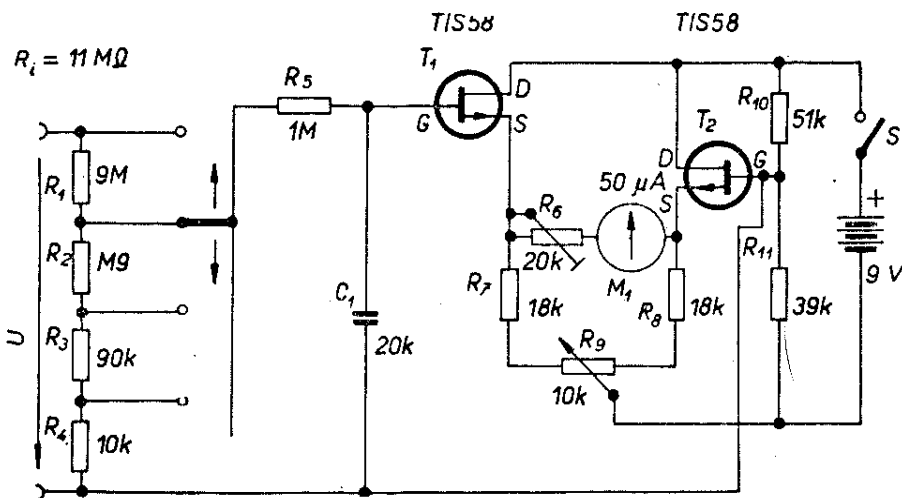 TIS58
TIS58
Ri = 11 MΩ
T1
R5
1M
G
D
S
T2
R10
51k
S
D
G
S
50 μA
R1
9M
R2
M9
R6
20k
M1
R11
+
9 V
R7
18k
R8
18k
39k
C1
20k
U
R3
90k
R9
10k
R4
10k